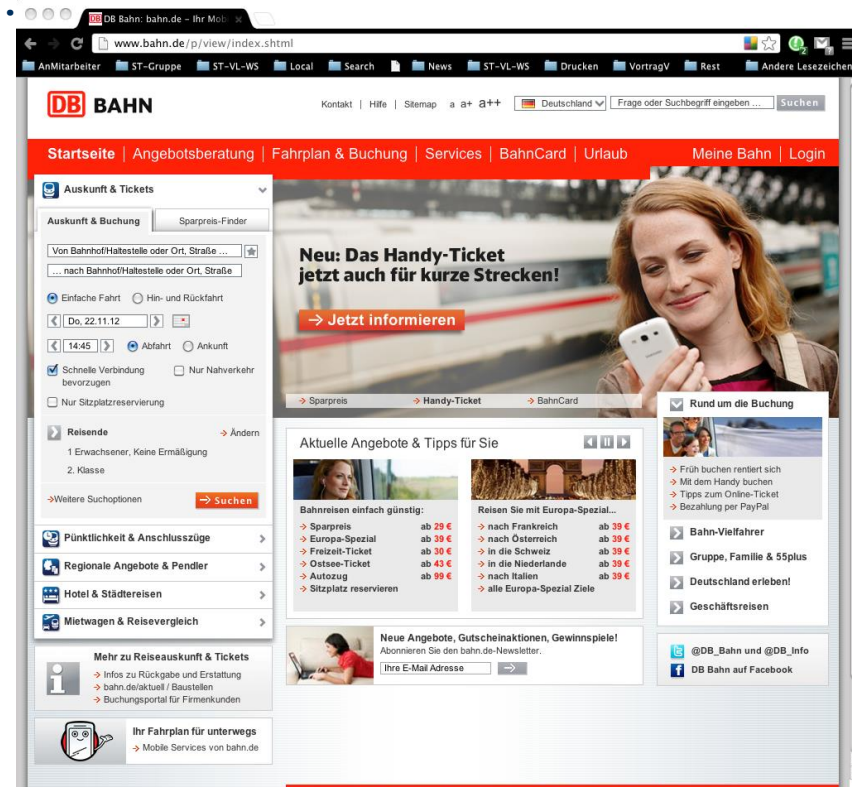 DB Bahn: bahn.de – Ihr Mob
www.bahn.de/p/view/index.shtml
AnMitarbeiter ST-Gruppe ST-VL-WS Local Search News ST-VL-WS Drucken VortragV Rest Andere Lesezeichen
DB BAHN
Kontakt | Hilfe | Sitemap a a+ a++ Deutschland Frage oder Suchbegriff eingeben ... Suchen
Startseite | Angebotsberatung | Fahrplan & Buchung | Services | BahnCard | Urlaub Meine Bahn | Login
Auskunft & Tickets
Auskunft & Buchung Sparpreis-Finder
Von Bahnhof/Haltestelle oder Ort, Straße ...
... nach Bahnhof/Haltestelle oder Ort, Straße
Einfache Fahrt Hin- und Rückfahrt
Do, 22.11.12
14:45 Abfahrt Ankunft
Schnelle Verbindung bevorzugen Nur Nahverkehr
Nur Sitzplatzreservierung
Reisende Ändern
1 Erwachsener, Keine Ermäßigung
2. Klasse
Weitere Suchoptionen Suchen
Pünktlichkeit & Anschlusszüge
Regionale Angebote & Pendler
Hotel & Städtereisen
Mietwagen & Reisevergleich
Mehr zu Reiseauskunft & Tickets
Infos zu Rückgabe und Erstattung
bahn.de/aktuell / Baustellen
Buchungsportal für Firmenkunden
Ihr Fahrplan für unterwegs
Mobile Services von bahn.de
Neu: Das Handy-Ticket
jetzt auch für kurze Strecken!
Jetzt informieren
Sparpreis Handy-Ticket BahnCard
Aktuelle Angebote & Tipps für Sie
Bahnreisen einfach günstig:
Sparpreis ab 29 €
Europa-Spezial ab 39 €
Freizeit-Ticket ab 30 €
Ostsee-Ticket ab 43 €
Autozug ab 99 €
Sitzplatz reservieren
Reisen Sie mit Europa-Spezial...
nach Frankreich ab 39 €
nach Österreich ab 39 €
in die Schweiz ab 39 €
in die Niederlande ab 39 €
nach Italien ab 39 €
alle Europa-Spezial Ziele
Neue Angebote, Gutscheinaktionen, Gewinnspiele!
Abonnieren Sie den bahn.de-Newsletter.
Ihre E-Mail Adresse
Rund um die Buchung
Früh buchen rentiert sich
Mit dem Handy buchen
Tipps zum Online-Ticket
Bezahlung per PayPal
Bahn-Vielfahrer
Gruppe, Familie & 55plus
Deutschland erleben!
Geschäftsreisen
@DB_Bahn und @DB_Info
DB Bahn auf Facebook